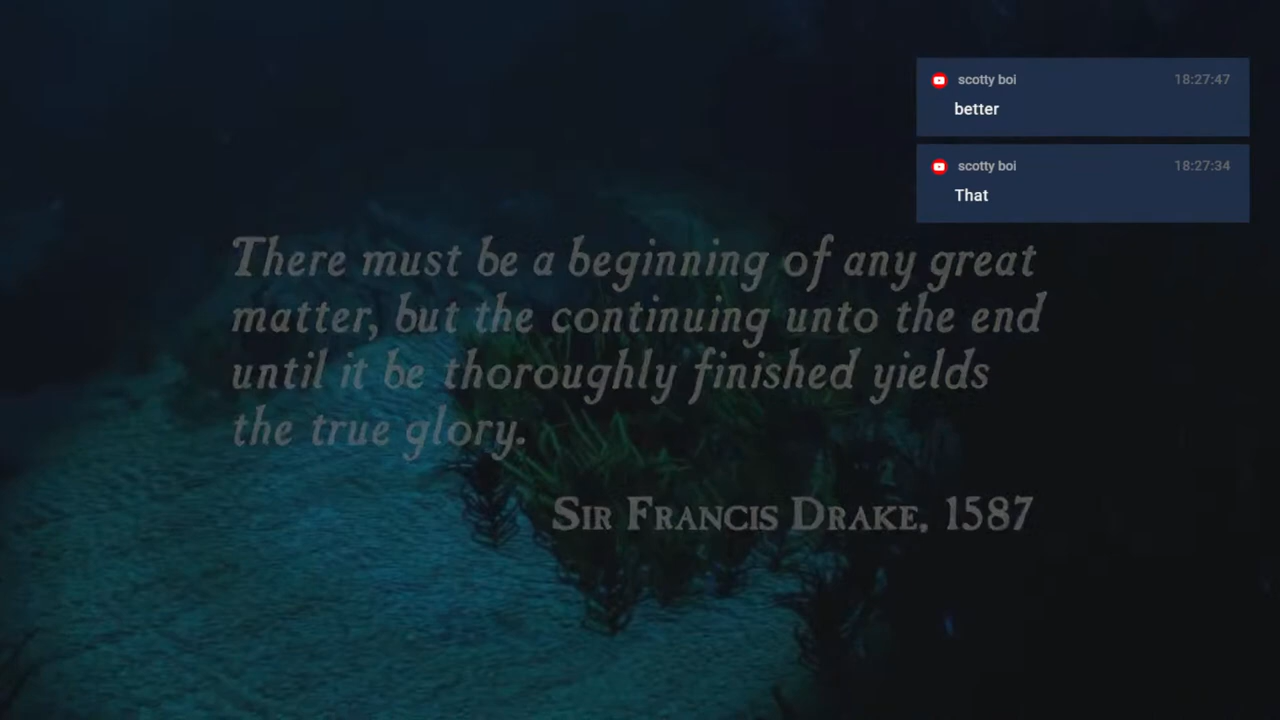 scotty boi 18:27:47
better
scotty boi 18:27:34
That
There must be a beginning of any great
matter, but the continuing unto the end
until it be thoroughly finished yields
the true glory.
Sir Francis Drake, 1587